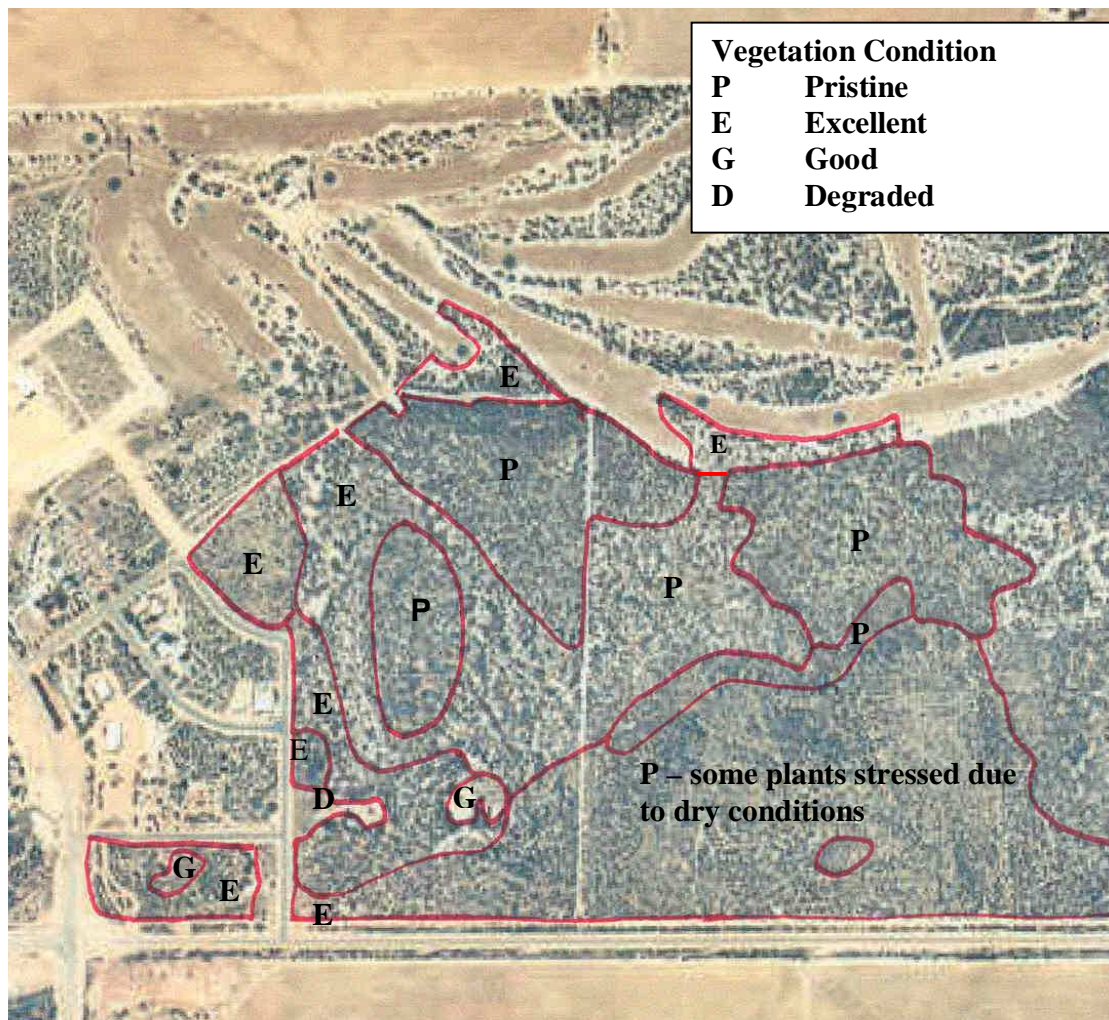 Vegetation Condition
P Pristine
E Excellent
G Good
D Degraded
E
E
P
E
P
E
P
P
P
E
E
P – some plants stressed due
to dry conditions
D
G
G
E
E